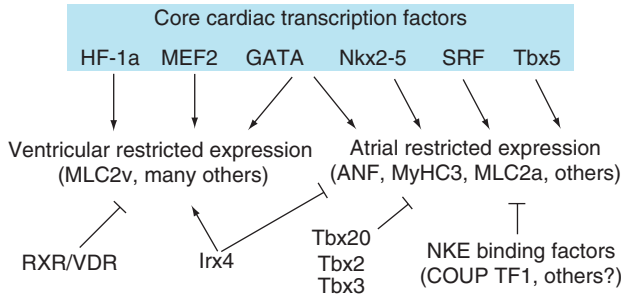 Core cardiac transcription factors
HF-1a MEF2 GATA Nkx2-5 SRF Tbx5
Ventricular restricted expression
(MLC2v, many others)
Atrial restricted expression
(ANF, MyHC3, MLC2a, others)
RXR/VDR
Irx4
Tbx20
Tbx2
Tbx3
NKE binding factors
(COUP TF1, others?)